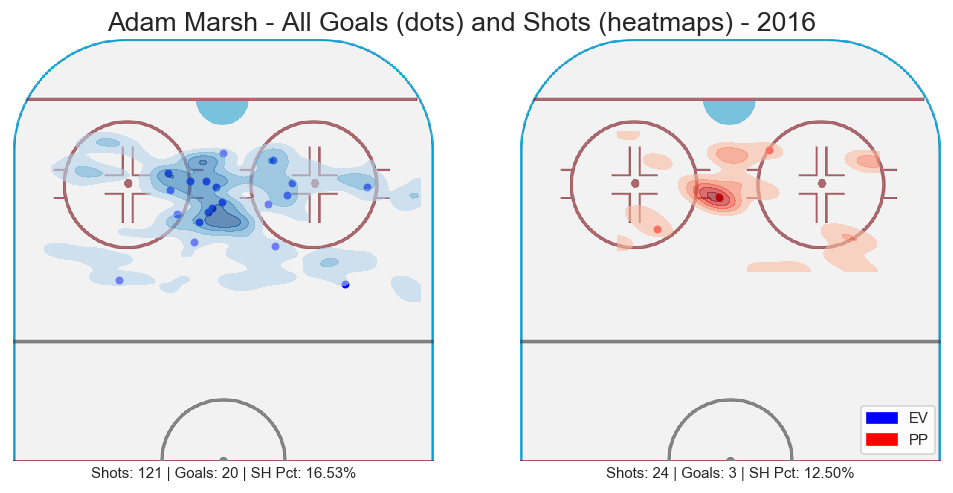 Adam Marsh - All Goals (dots) and Shots (heatmaps) - 2016
EV
PP
Shots: 121 | Goals: 20 | SH Pct: 16.53%
Shots: 24 | Goals: 3 | SH Pct: 12.50%